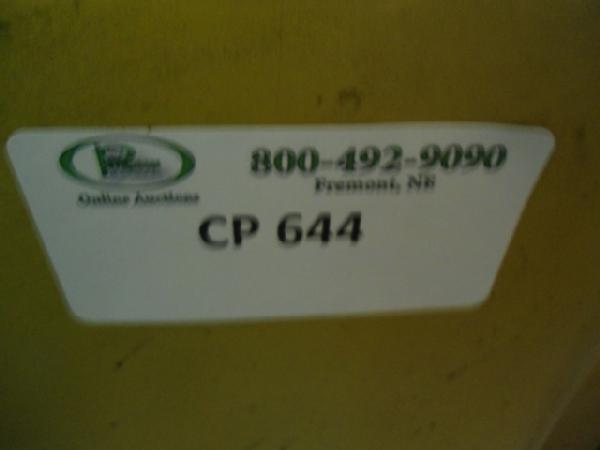 800-492-9090
Fremont, NE
Online Auctions
CP 644